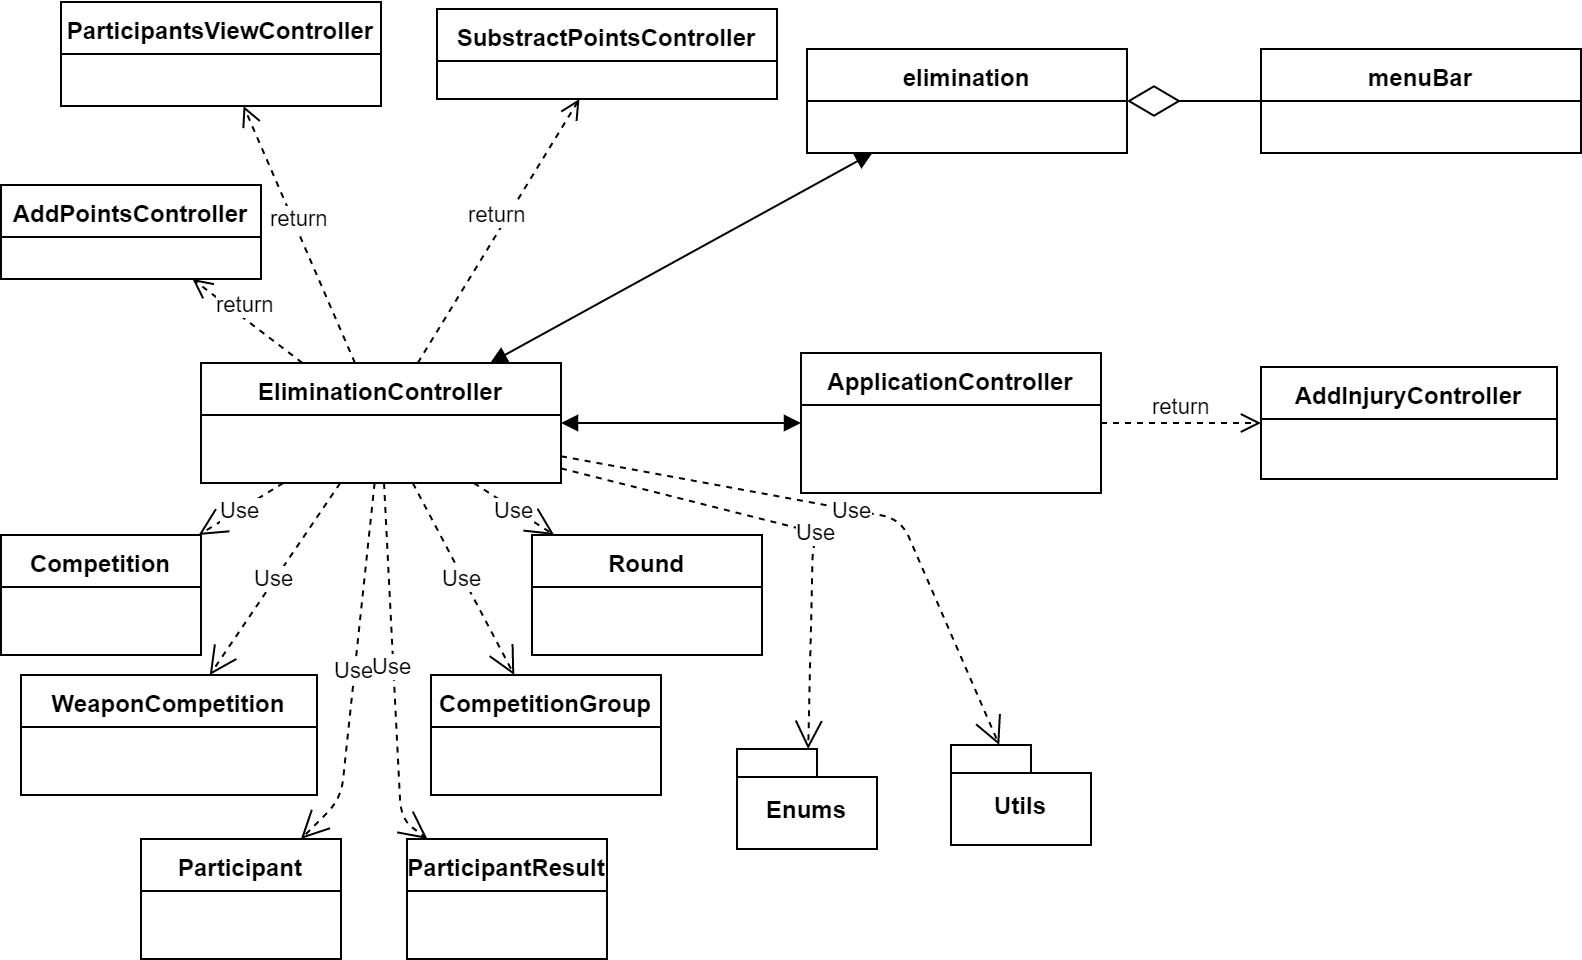 ParticipantsViewController
SubstractPointsController
elimination
menuBar
AddPointsController
return
return
return
EliminationController
ApplicationController
return
AddInjuryController
Use
Use
Use
Use
Competition
Use
Use
Round
Use
Use
WeaponCompetition
CompetitionGroup
Enums
Utils
Participant
ParticipantResult